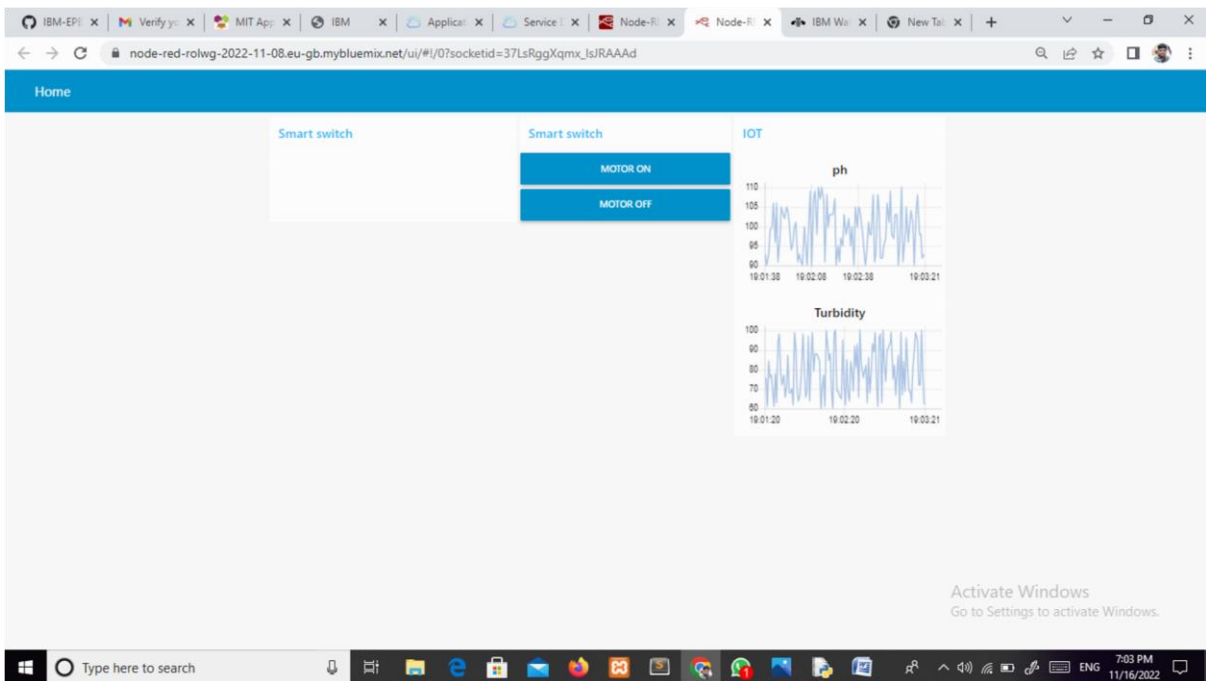 IBM-EPE
Verify yo
MIT App
IBM
Applicat
Service D
Node-RE
Node-RE
IBM Wat
New Tab
node-red-rolwg-2022-11-08.eu-gb.mybluemix.net/ui/#!/0?socketid=37LsRggXqmx_IsJRAAAd
Home
Smart switch
Smart switch
MOTOR ON
MOTOR OFF
IOT
ph
110
105
100
95
90
19:01:38 19:02:08 19:02:38 19:03:21
Turbidity
100
90
80
70
60
19:01:20 19:02:20 19:03:21
Activate Windows
Go to Settings to activate Windows.
Type here to search
ENG
7:03 PM
11/16/2022